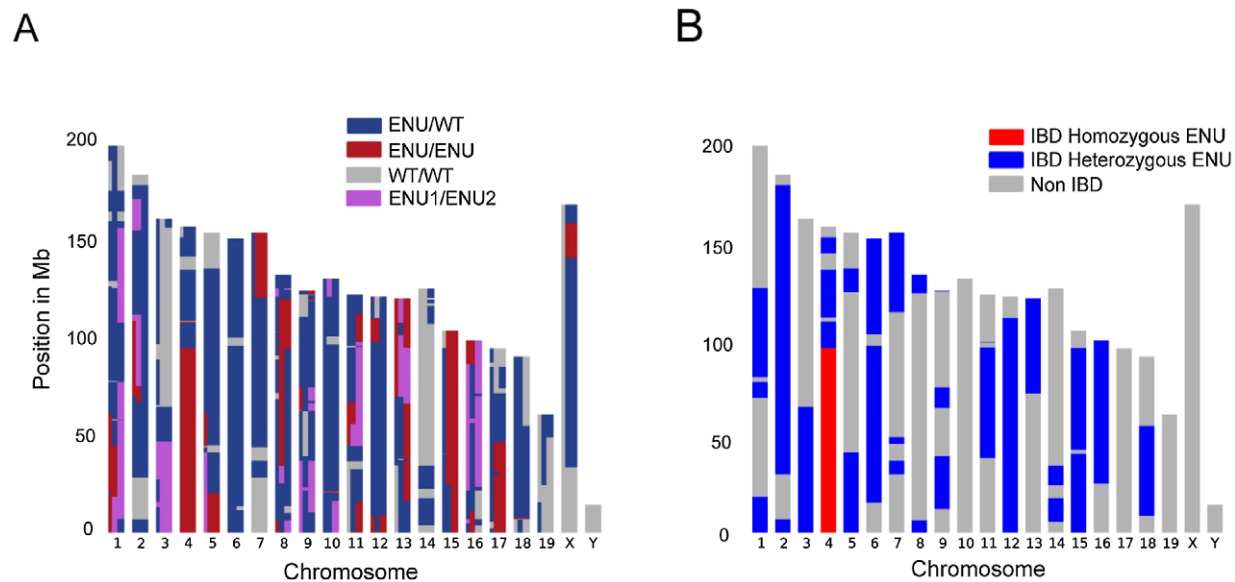 A
ENU/WT
ENU/ENU
WT/WT
ENU1/ENU2
Position in Mb
200
150
100
50
0
1 2 3 4 5 6 7 8 9 10 11 12 13 14 15 16 17 18 19 X Y
Chromosome
B
IBD Homozygous ENU
IBD Heterozygous ENU
Non IBD
200
150
100
50
0
1 2 3 4 5 6 7 8 9 10 11 12 13 14 15 16 17 18 19 X Y
Chromosome